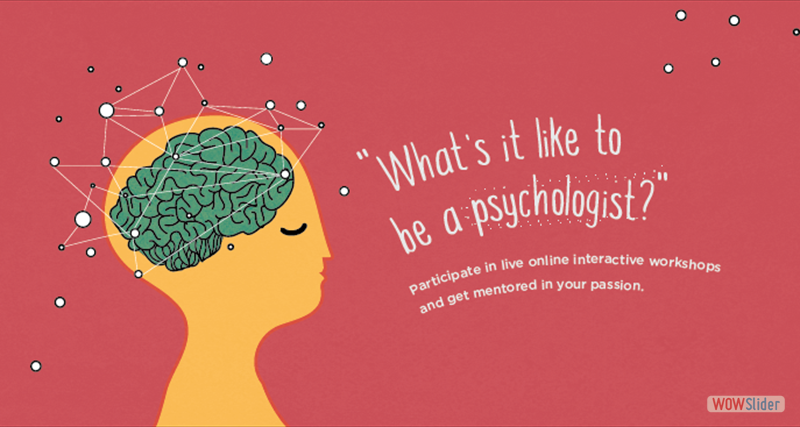 "What's it like to
be a psychologist?"
Participate in live online interactive workshops
and get mentored in your passion.
WOWSlider